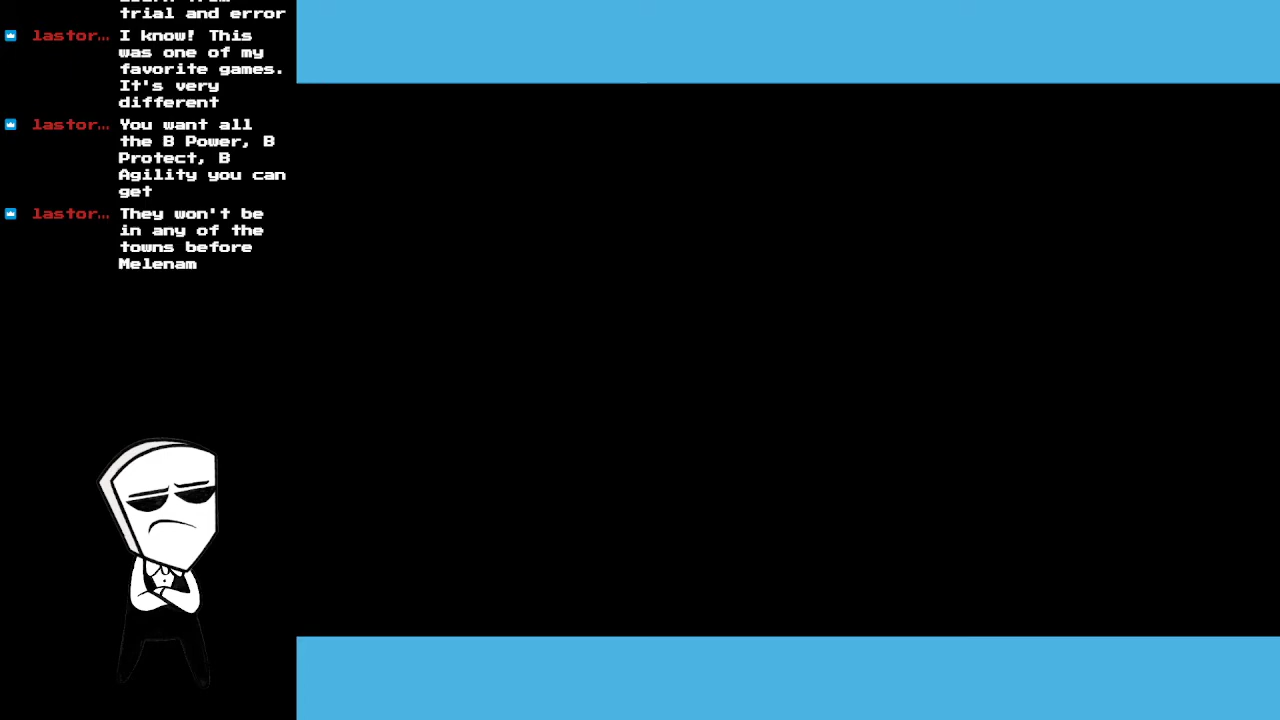 trial and error
lastor… I know! This
was one of my
favorite games.
It's very
different
lastor… You want all
the B Power, B
Protect, B
Agility you can
get
lastor… They won't be
in any of the
towns before
Melenam